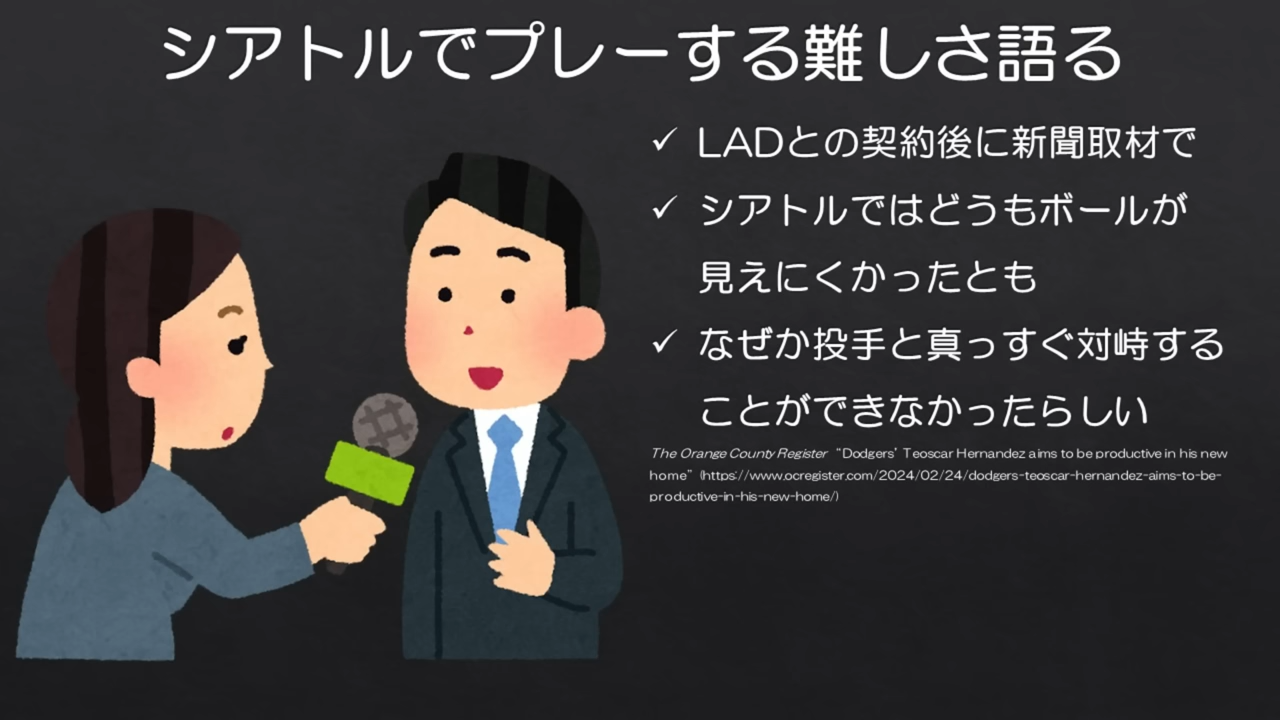 シアトルでプレーする難しさ語る
✓ LADとの契約後に新聞取材で
✓ シアトルではどうもボールが
見えにくかったとも
✓ なぜか投手と真っすぐ対峙する
ことができなかったらしい
The Orange County Register “Dodgers’ Teoscar Hernandez aims to be productive in his new
home” (https://www.ocregister.com/2024/02/24/dodgers-teoscar-hernandez-aims-to-be-
productive-in-his-new-home/)